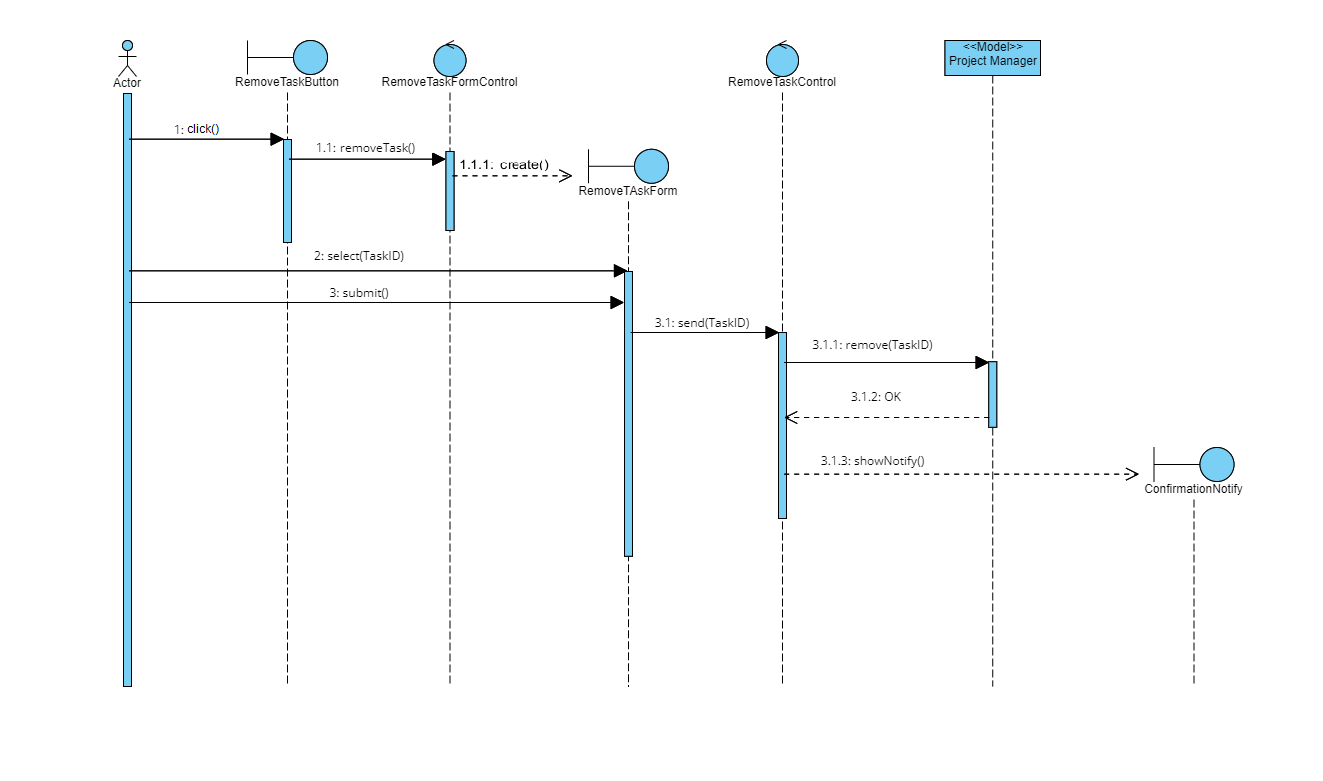 <<Model>>
Project Manager
Actor
RemoveTaskButton
RemoveTaskFormControl
RemoveTaskControl
1: click()
1.1: removeTask()
1.1.1: create()
RemoveTAskForm
2: select(TaskID)
3: submit()
3.1: send(TaskID)
3.1.1: remove(TaskID)
3.1.2: OK
3.1.3: showNotify()
ConfirmationNotify